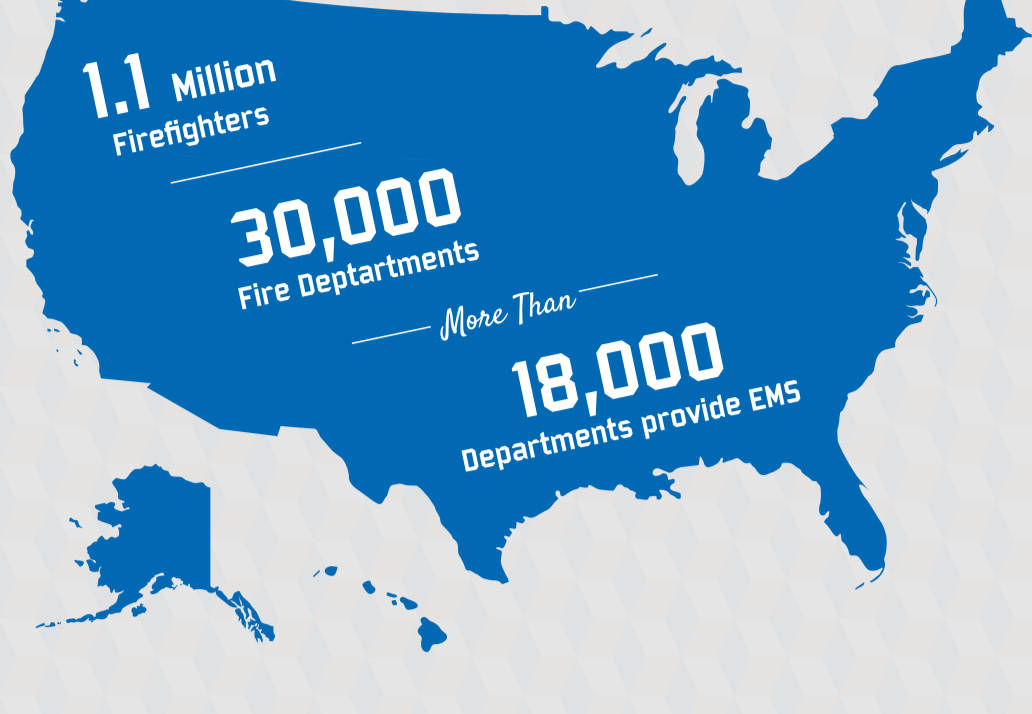 1.1 Million
Firefighters
30,000
Fire Deptartments
More Than
18,000
Departments provide EMS